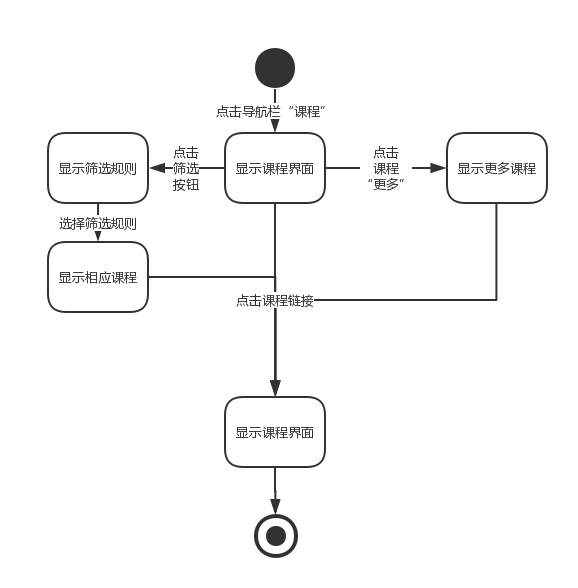 点击导航栏“课程”
点击
筛选
按钮
点击
课程
“更多”
显示筛选规则
显示课程界面
显示更多课程
选择筛选规则
显示相应课程
点击课程链接
显示课程界面